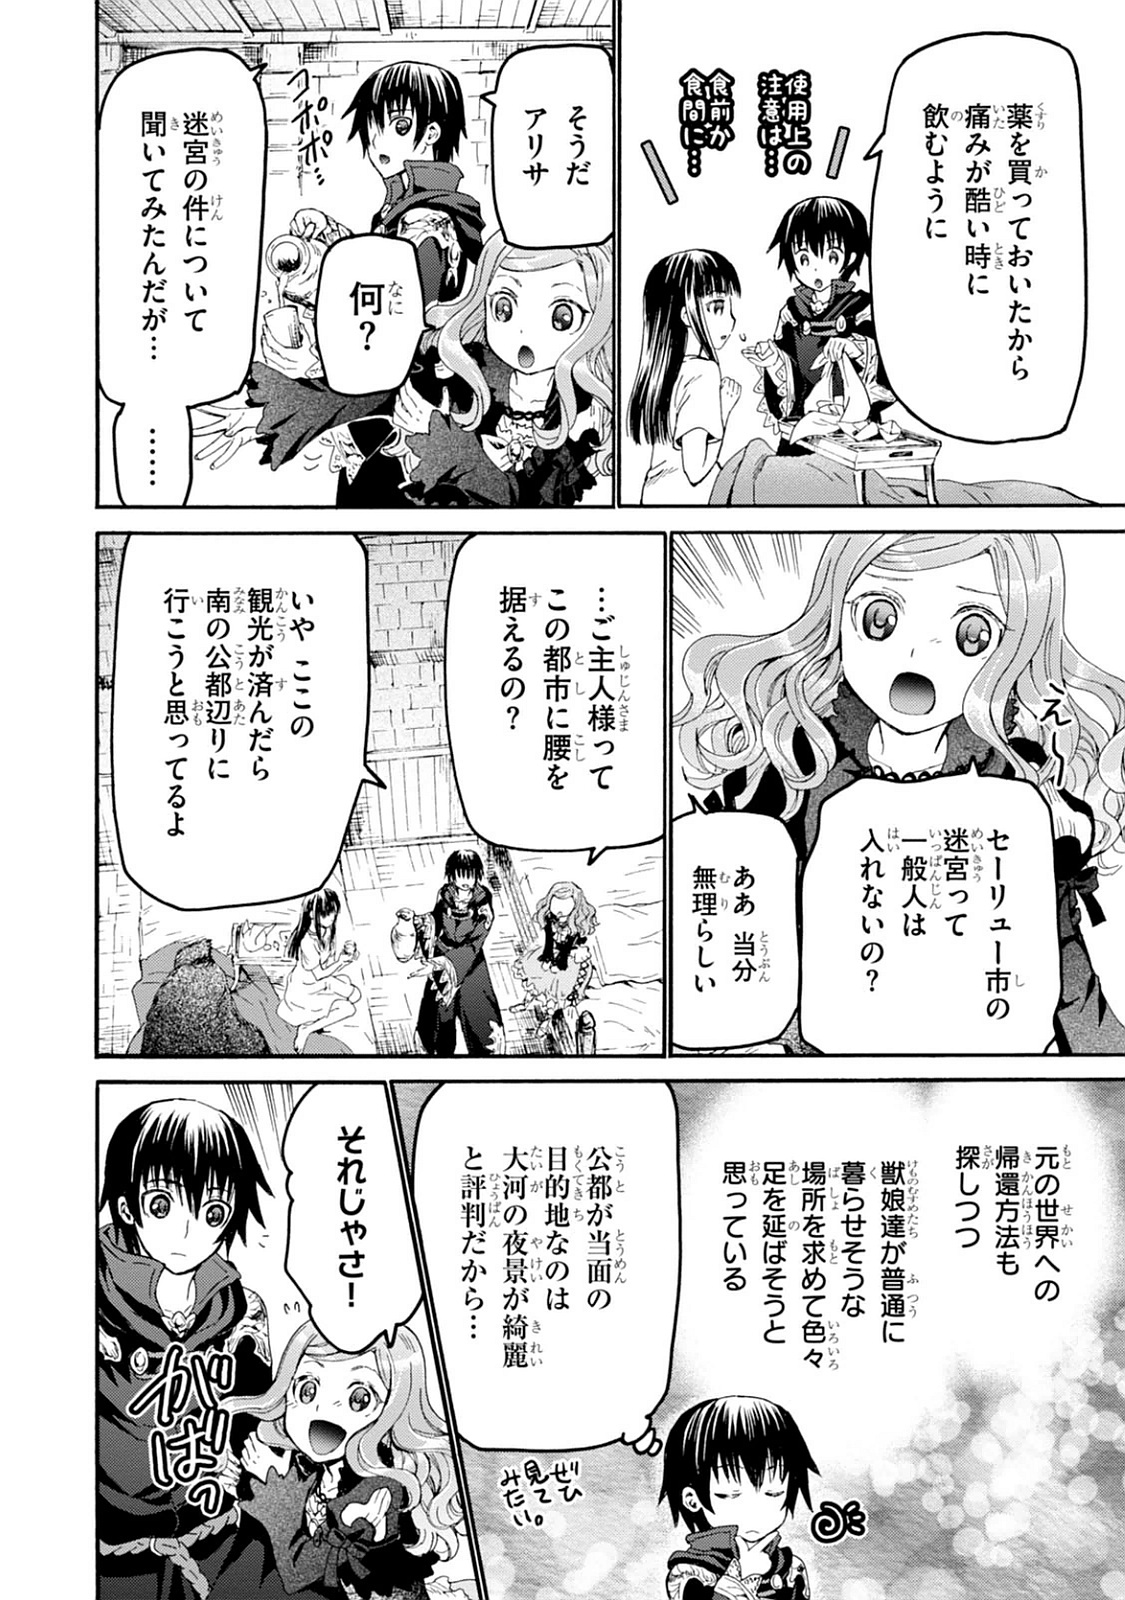 薬を買っておいたから
痛みが酷い時に
飲むように
使用上の
注意は…
食前か
食間に…
そうだ
アリサ
コポポポ…
何？
迷宮の件について
聞いてみたんだが…
……
えー〜
セーリュー市の
迷宮って
一般人は
入れないの？
ああ 当分
無理らしい
…ご主人様って
この都市に腰を
据えるの？
いや ここの
観光が済んだら
南の公都辺りに
行こうと思ってるよ
元の世界への
帰還方法も
探しつつ
獣娘達が普通に
暮らせそうな
場所を求めて色々
足を延ばそうと
思っている
公都が当面の
目的地なのは
大河の夜景が綺麗
と評判だから…
ぜひ
見て
みたい。
それじゃさ！
がばっ